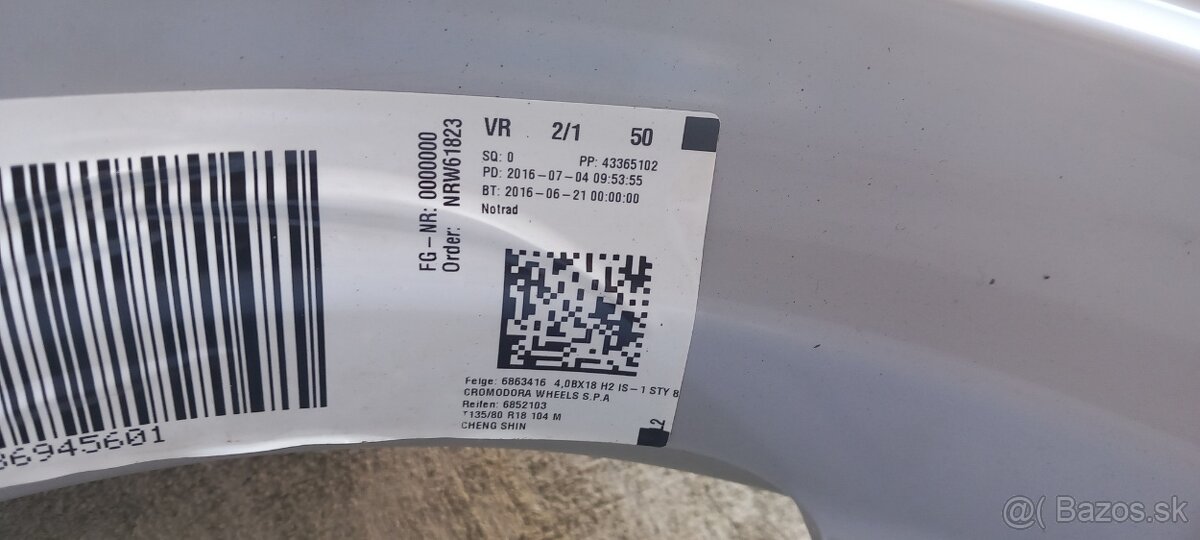 FG-NR: 0000000
Order: NRW61823
VR 2/1 50
SQ: 0 PP: 43365102
PD: 2016-07-04 09:53:55
BT: 2016-06-21 00:00:00
Notrad
Felge: 6863416 4,0BX18 H2 IS-1 STY 8
CROMODORA WHEELS S.P.A
Reifen: 6852103
T135/80 R18 104 M
CHENG SHIN
2
6945601
@( Bazos.sk